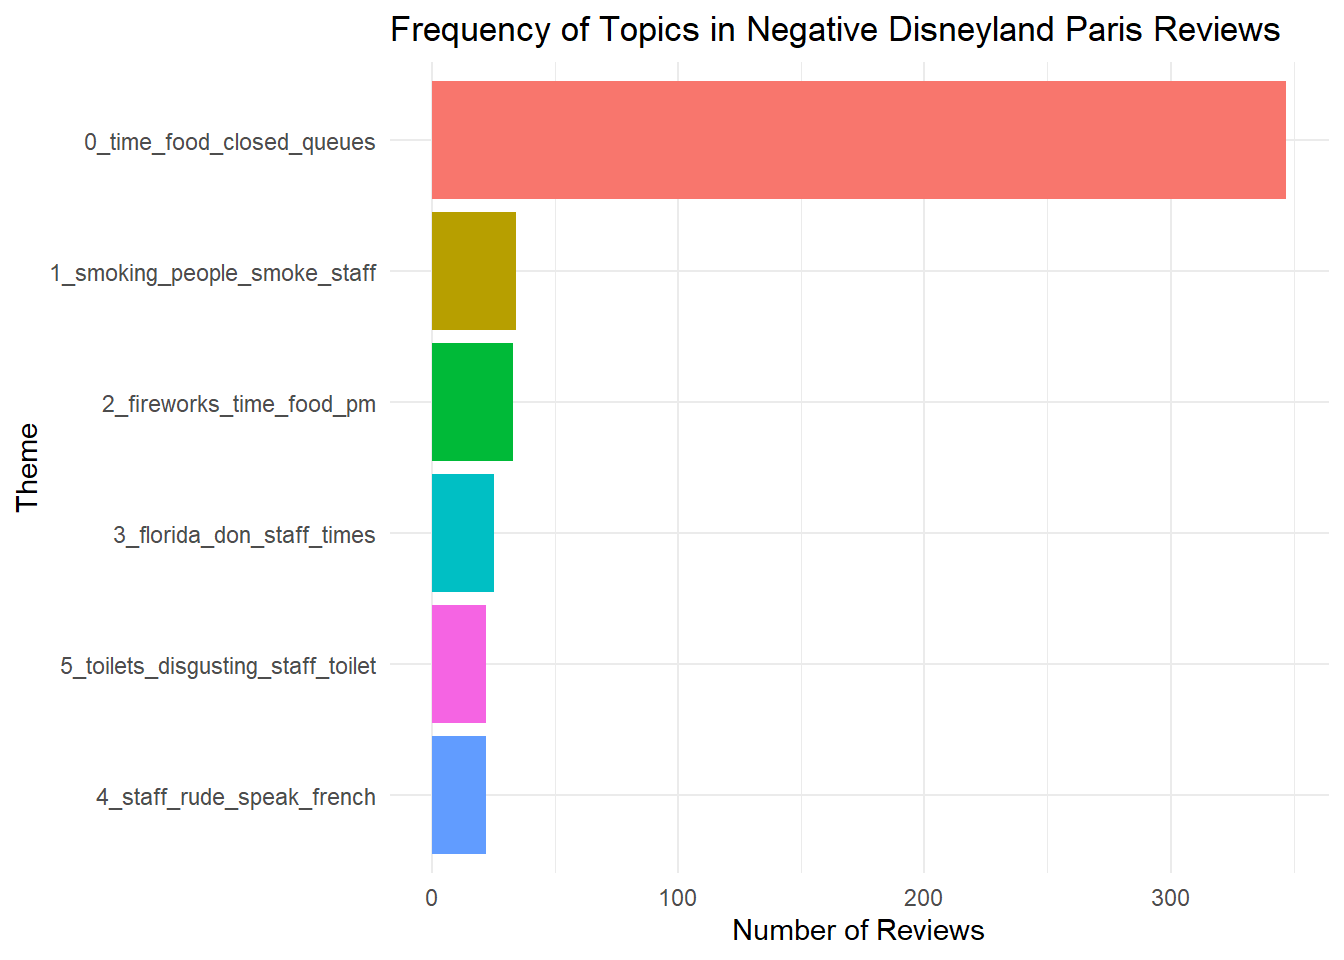 Frequency of Topics in Negative Disneyland Paris Reviews
0_time_food_closed_queues
1_smoking_people_smoke_staff
2_fireworks_time_food_pm
3_florida_don_staff_times
5_toilets_disgusting_staff_toilet
4_staff_rude_speak_french
Theme
0 100 200 300
Number of Reviews